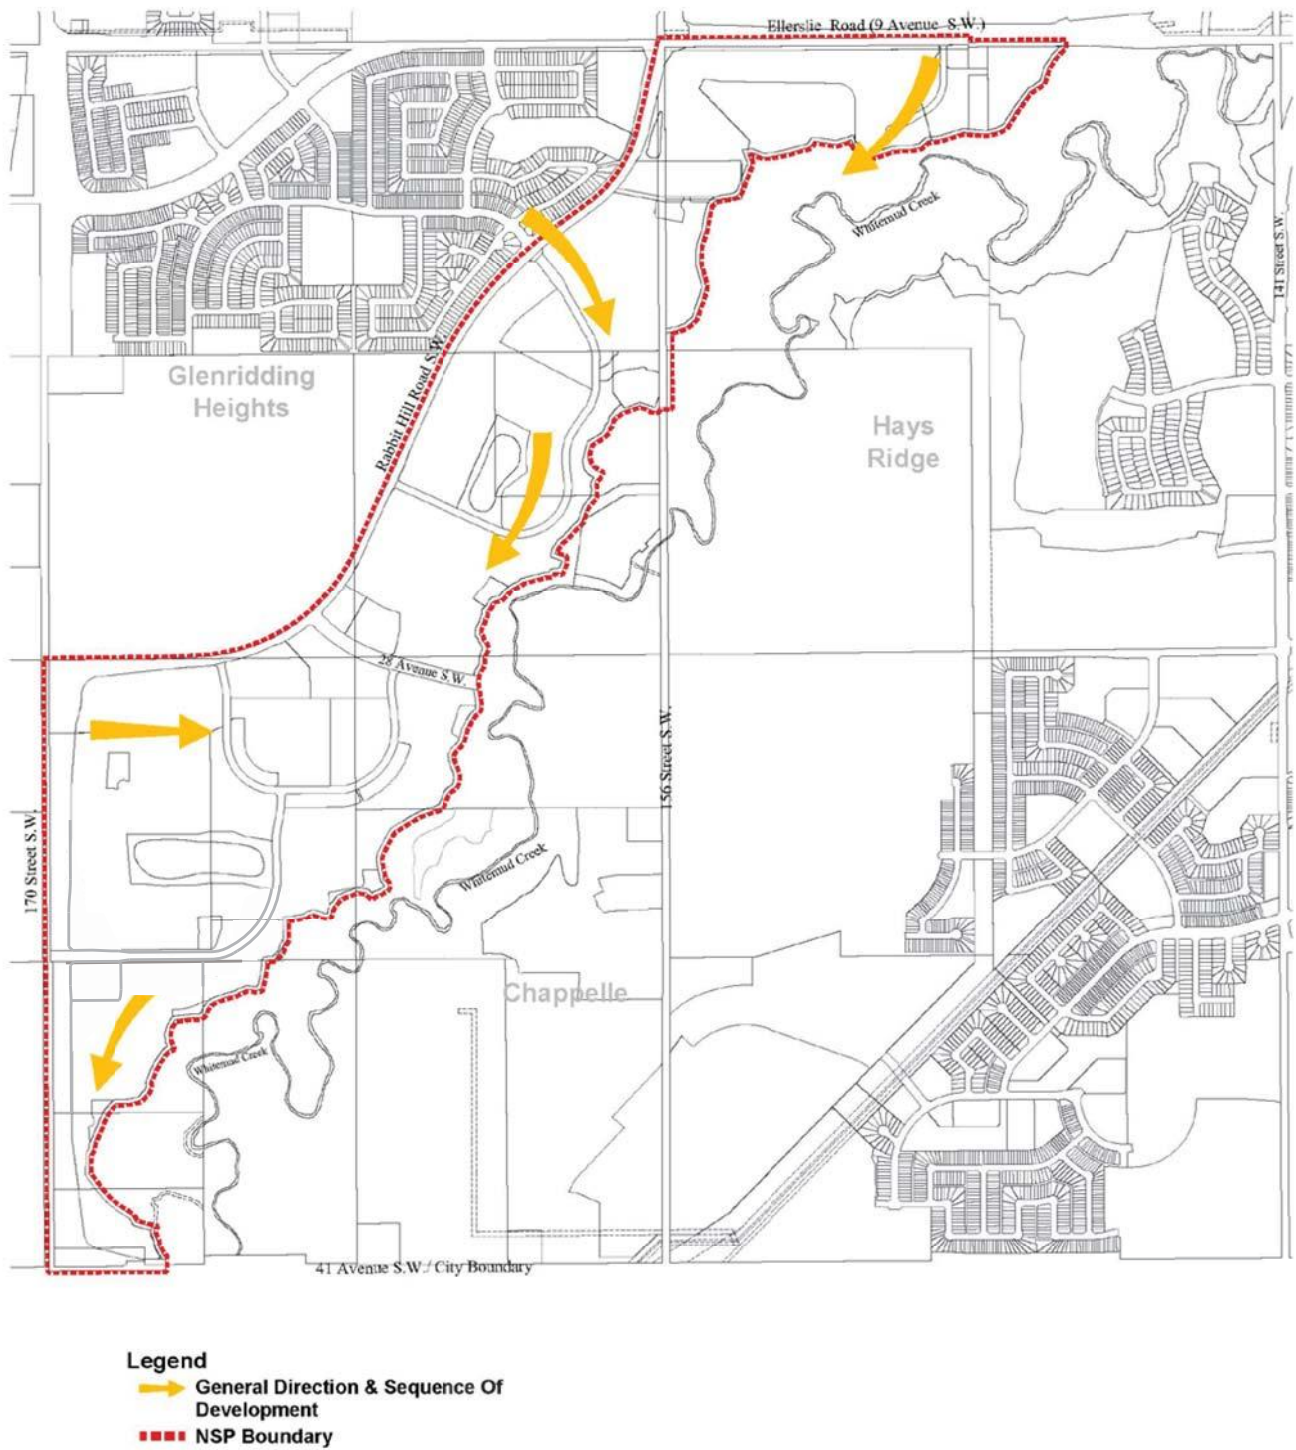 Ellerslie Road (9 Avenue S.W.)
Whitemud Creek
141 Street S.W.
Glenridding
Heights
Rabbit Hill Road S.W.
Hays
Ridge
28 Avenue S.W.
156 Street S.W.
170 Street S.W.
Whitemud Creek
Chappelle
Whitemud Creek
41 Avenue S.W./ City Boundary
Legend
General Direction & Sequence Of
Development
NSP Boundary